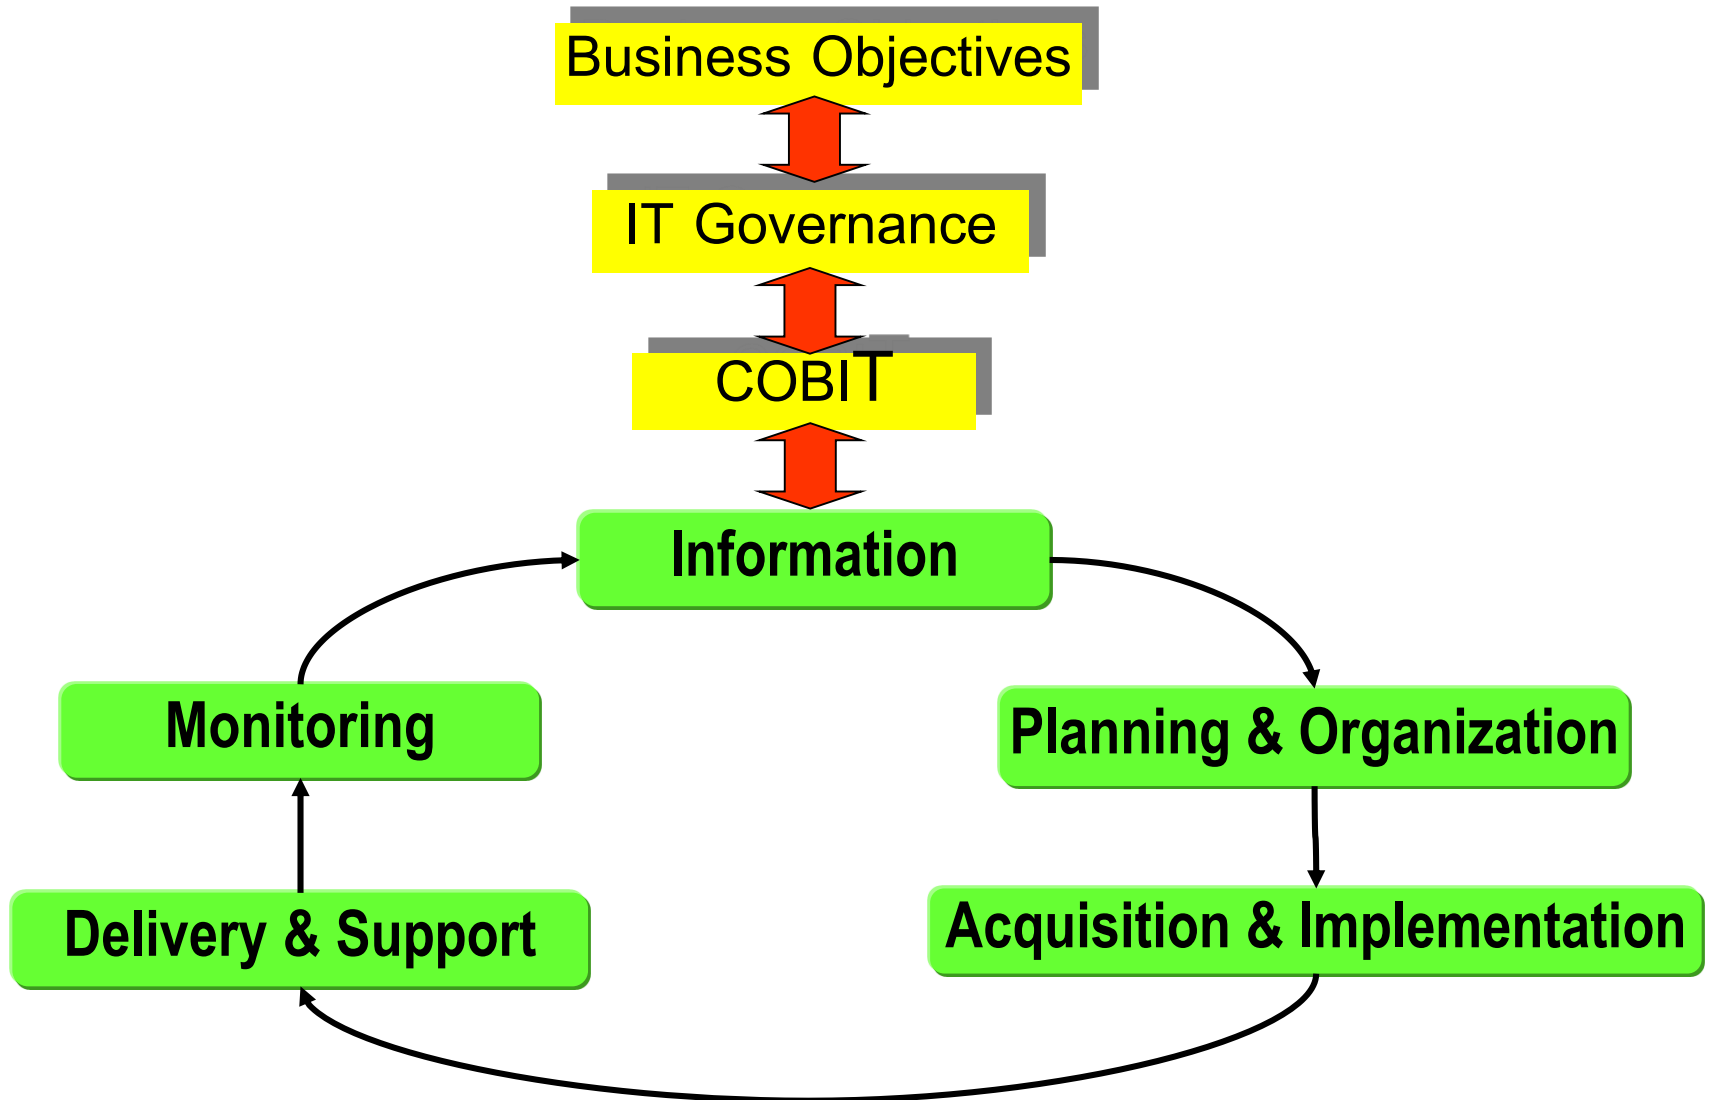 Business Objectives
IT Governance
COBIT
Information
Monitoring
Planning & Organization
Delivery & Support
Acquisition & Implementation